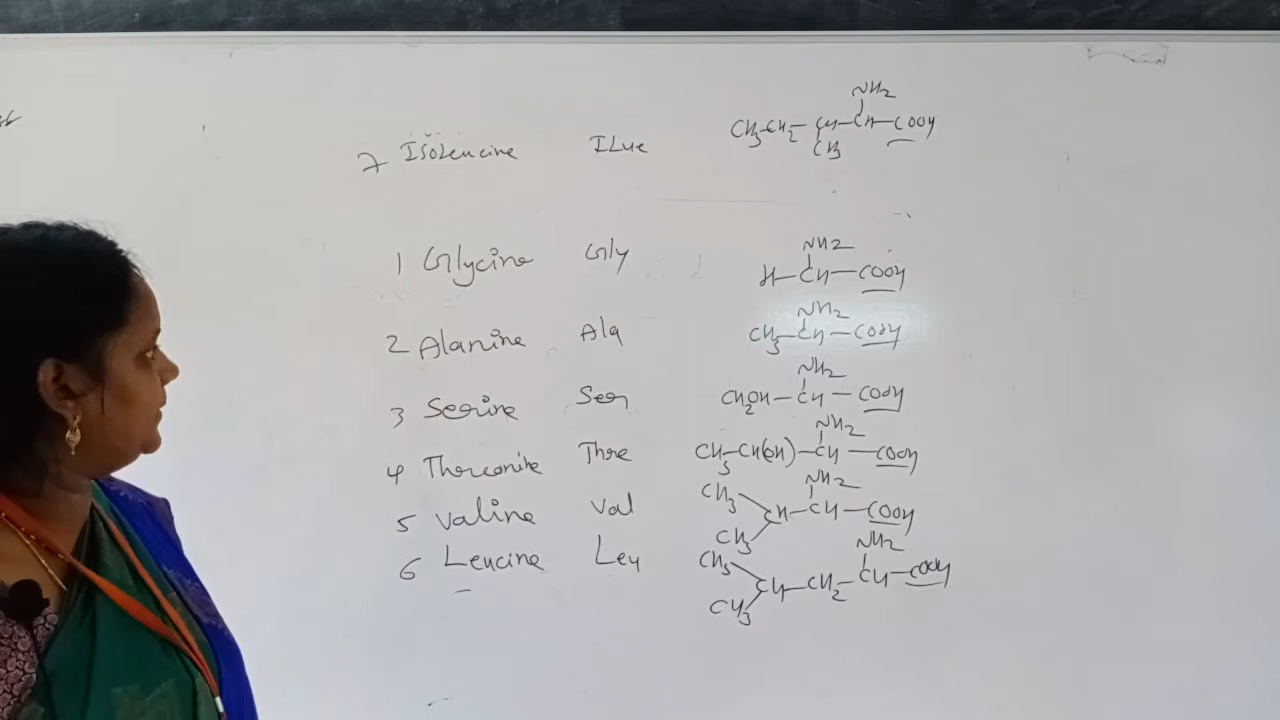 NH2
7 Isoleucine ILue CH3-CH2-CH-CH-COOH
CH3
NH2
1 Glycine Gly H-CH-COOH
NH2
2 Alanine Ala CH3-CH-COOH
NH2
3 Serine Ser CH2OH-CH-COOH
NH2
4 Threonine Thre CH3-CH(OH)-CH-COOH
NH2
CH3
5 Valine Val CH-CH-COOH
CH3
NH2
CH3
6 Leucine Leu CH-CH2-CH-COOH
CH3